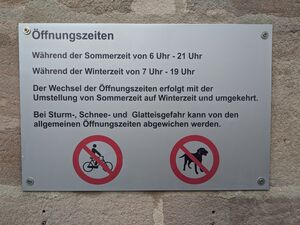 Öffnungszeiten
Während der Sommerzeit von 6 Uhr - 21 Uhr
Während der Winterzeit von 7 Uhr - 19 Uhr
Der Wechsel der Öffnungszeiten erfolgt mit der
Umstellung von Sommerzeit auf Winterzeit und umgekehrt.
Bei Sturm-, Schnee- und Glatteisgefahr kann von den
allgemeinen Öffnungszeiten abgewichen werden.